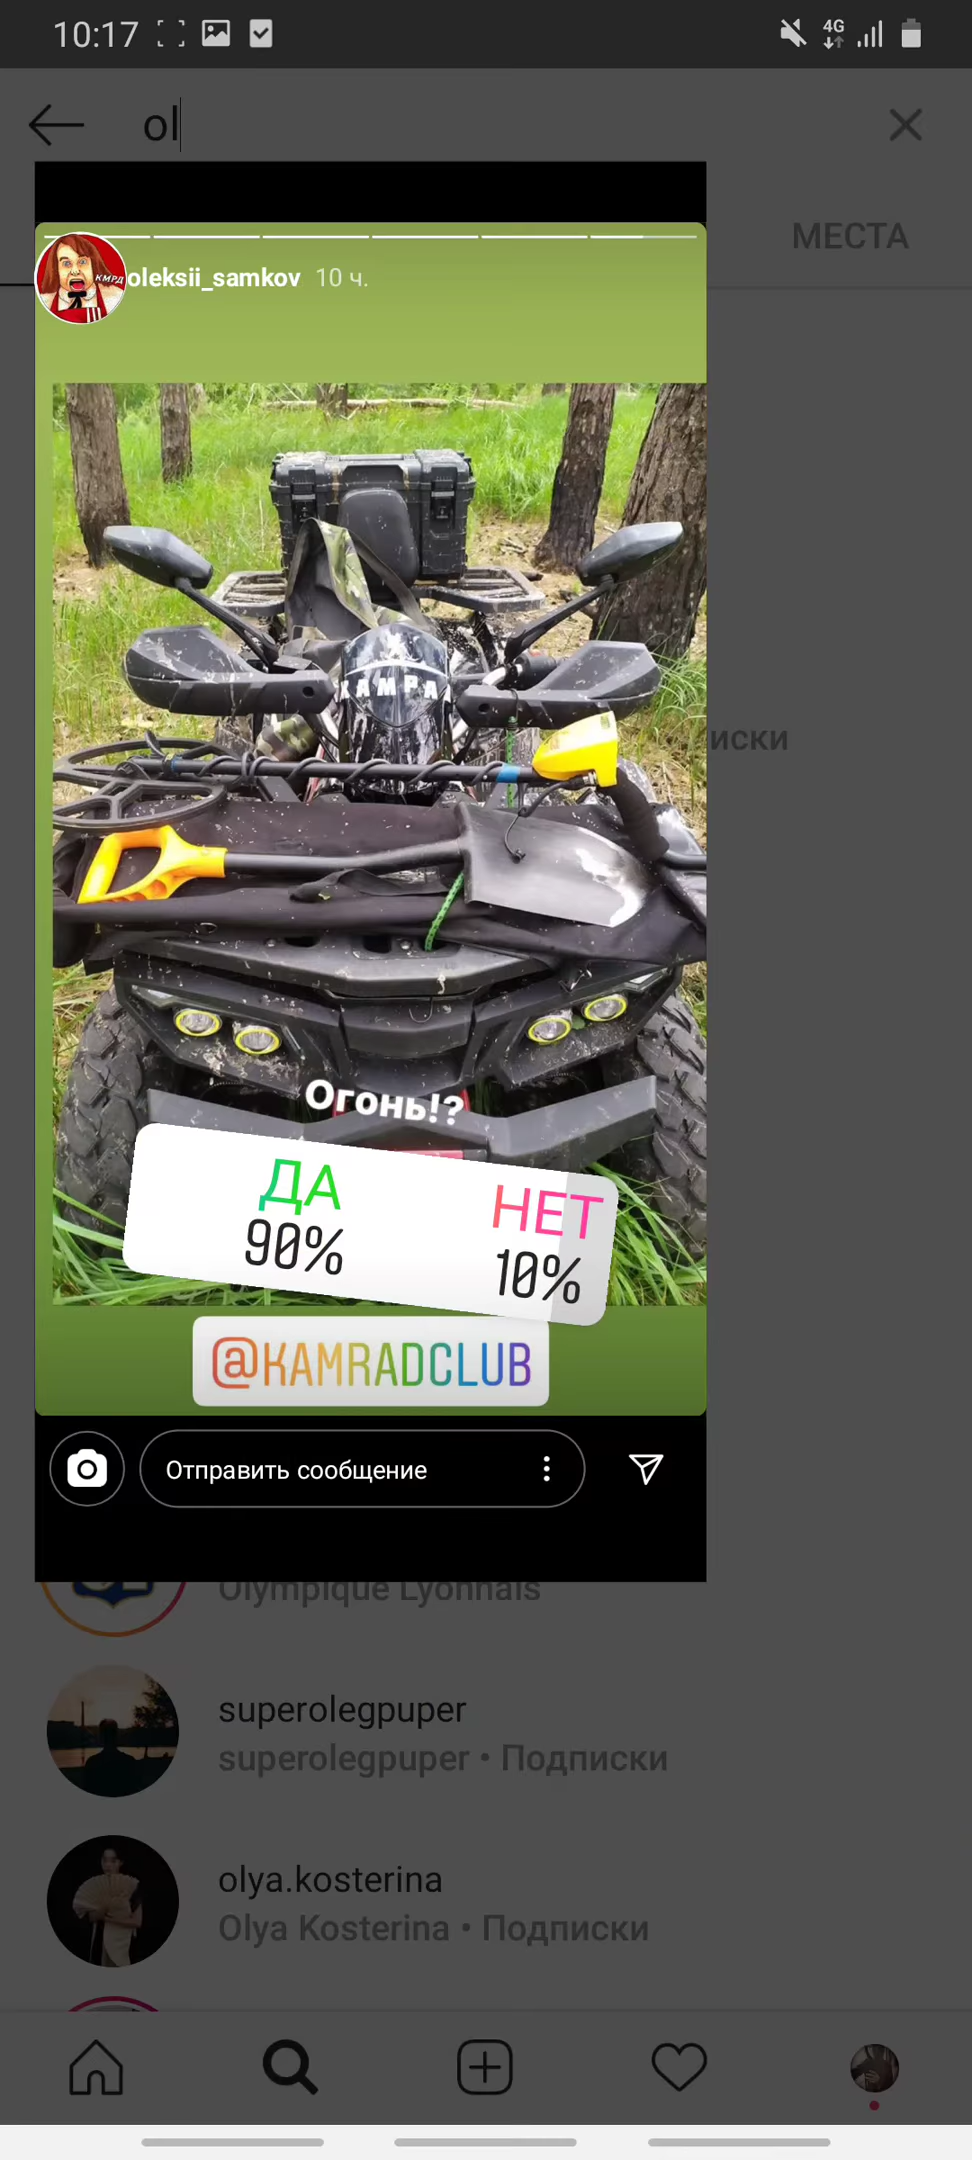 10:17
4G
ol
МЕСТА
КМРД
oleksii_samkov 10 ч.
КАМРАД
иски
Огонь!?
ДА
НЕТ
90%
10%
@KAMRADCLUB
Отправить сообщение
Olympique Lyonnais
superolegpuper
superolegpuper • Подписки
olya.kosterina
Olya Kosterina • Подписки